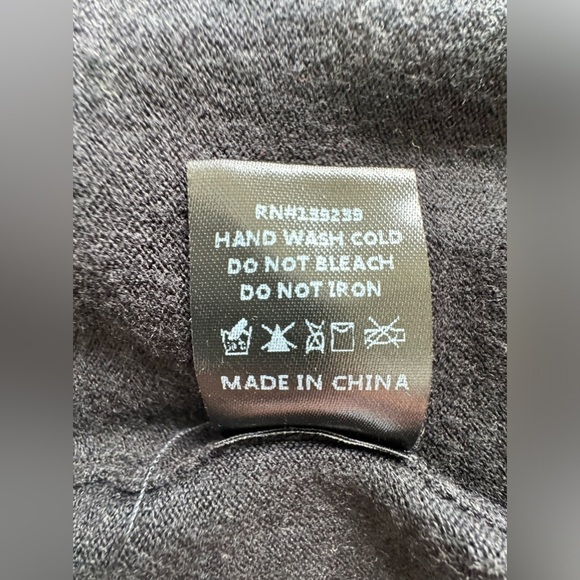 RN#135239
HAND WASH COLD
DO NOT BLEACH
DO NOT IRON
MADE IN CHINA